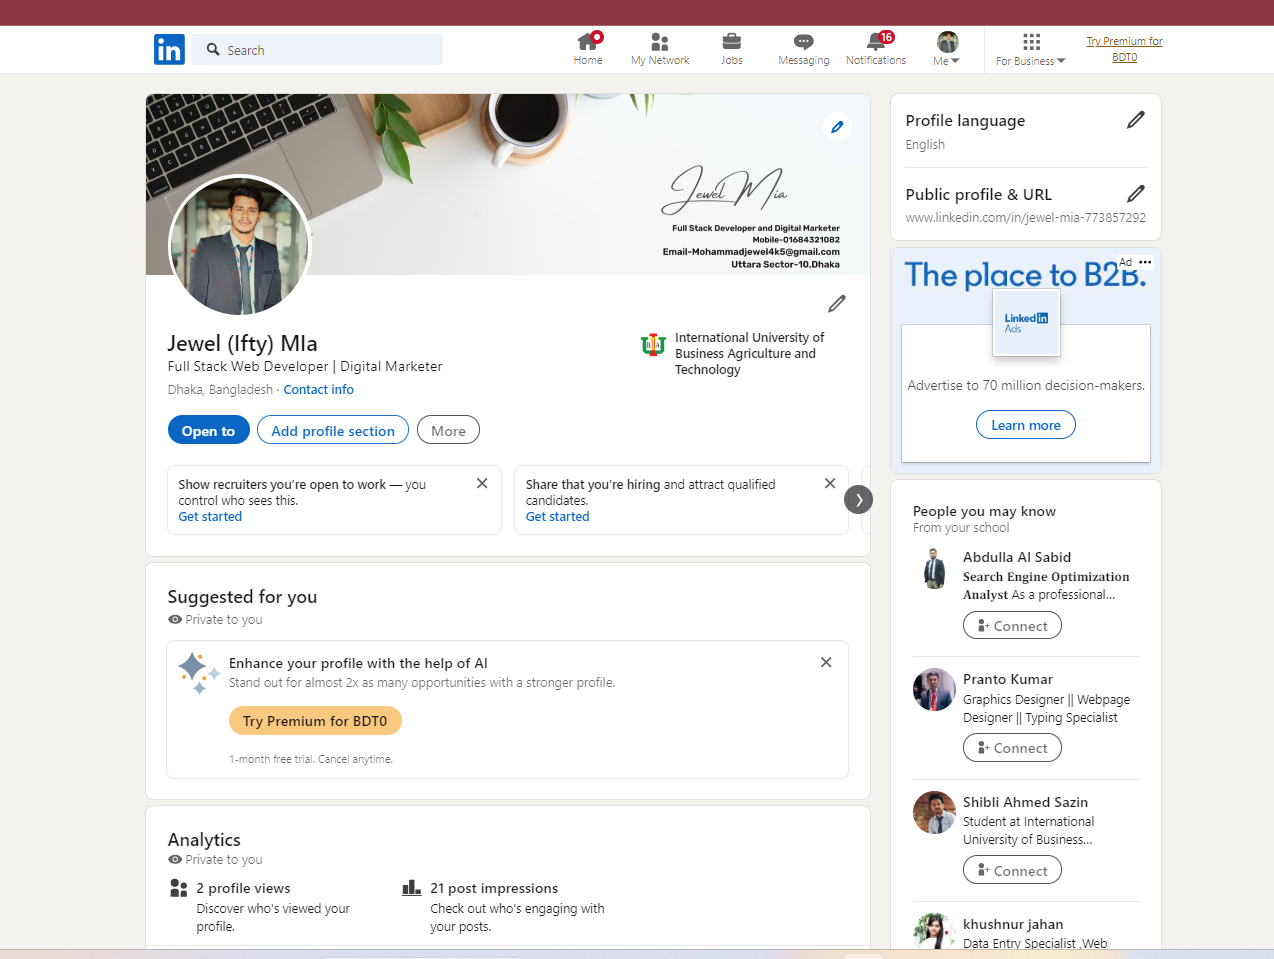 in
Search
Home
My Network
Jobs
Messaging
16
Notifications
Me
For Business
Try Premium for
BDT0
Jewel Mia
Full Stack Developer and Digital Marketer
Mobile-01684321082
Email-Mohammadjewel4k5@gmail.com
Uttara Sector-10,Dhaka
Jewel (Ifty) MIa
Full Stack Web Developer | Digital Marketer
Dhaka, Bangladesh · Contact info
International University of
Business Agriculture and
Technology
Open to
Add profile section
More
Show recruiters you’re open to work — you
control who sees this.
Get started
Share that you’re hiring and attract qualified
candidates.
Get started
Suggested for you
Private to you
Enhance your profile with the help of AI
Stand out for almost 2x as many opportunities with a stronger profile.
Try Premium for BDT0
1-month free trial. Cancel anytime.
Analytics
Private to you
2 profile views
Discover who's viewed your
profile.
21 post impressions
Check out who's engaging with
your posts.
Profile language
English
Public profile & URL
www.linkedin.com/in/jewel-mia-773857292
Ad
The place to B2B.
Linked in
Ads
Advertise to 70 million decision-makers.
Learn more
People you may know
From your school
Abdulla Al Sabid
Search Engine Optimization
Analyst As a professional...
Connect
Pranto Kumar
Graphics Designer || Webpage
Designer || Typing Specialist
Connect
Shibli Ahmed Sazin
Student at International
University of Business...
Connect
khushnur jahan
Data Entry Specialist ,Web